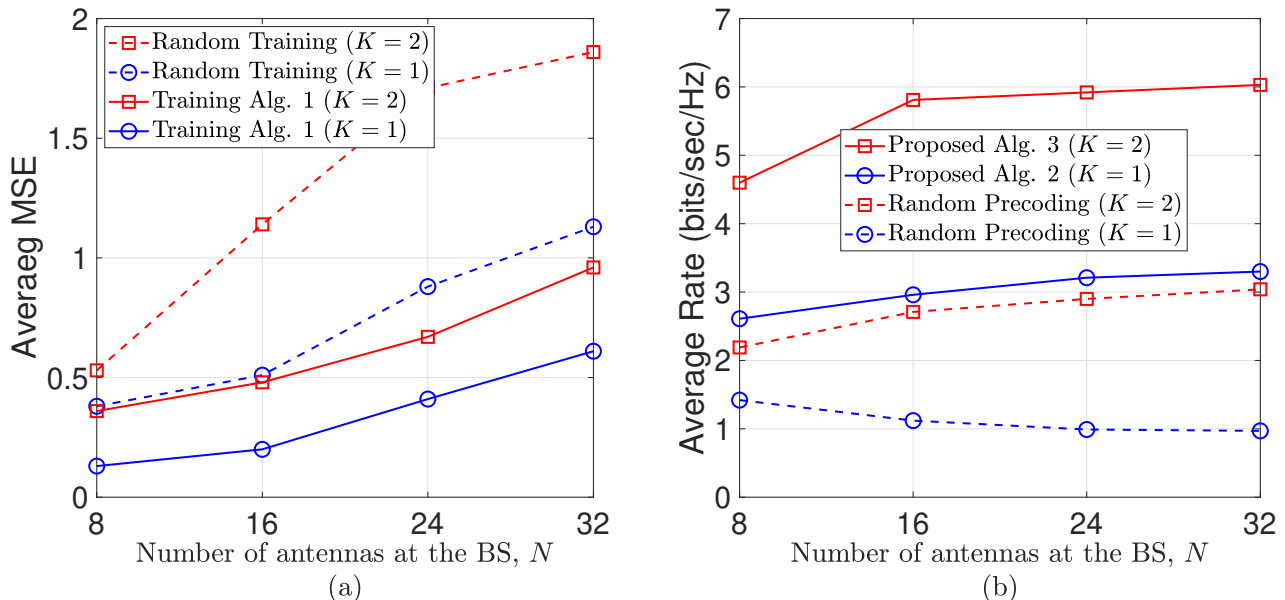 2
1.5
1
0.5
0
Averaeg MSE
Random Training (K = 2)
Random Training (K = 1)
Training Alg. 1 (K = 2)
Training Alg. 1 (K = 1)
8 16 24 32
Number of antennas at the BS, N
(a)
7
6
5
4
3
2
1
0
Average Rate (bits/sec/Hz)
Proposed Alg. 3 (K = 2)
Proposed Alg. 2 (K = 1)
Random Precoding (K = 2)
Random Precoding (K = 1)
8 16 24 32
Number of antennas at the BS, N
(b)